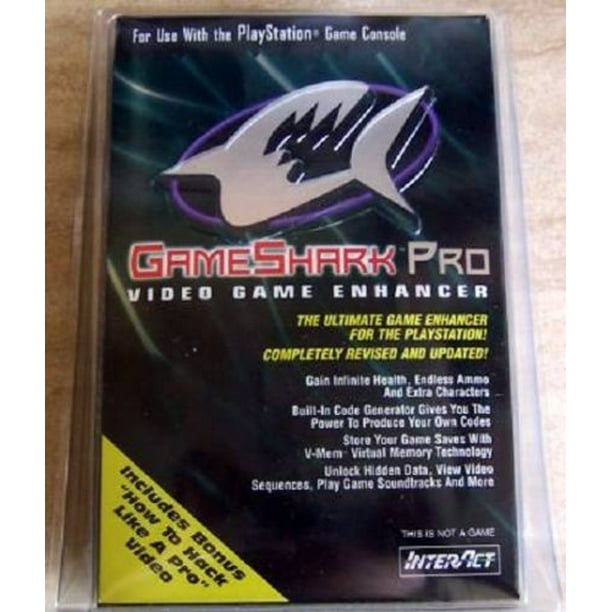 For Use With the PlayStation® Game Console
GAMESHARK™ PRO
VIDEO GAME ENHANCER
THE ULTIMATE GAME ENHANCER
FOR THE PLAYSTATION!
COMPLETELY REVISED AND UPDATED!
Gain Infinite Health, Endless Ammo
And Extra Characters
Built-In Code Generator Gives You The
Power To Produce Your Own Codes
Store Your Game Saves With
V-Mem™ Virtual Memory Technology
Unlock Hidden Data, View Video
Sequences, Play Game Soundtracks And More
Includes Bonus
"How To Hack
Like A Pro"
Video
THIS IS NOT A GAME
INTERACT